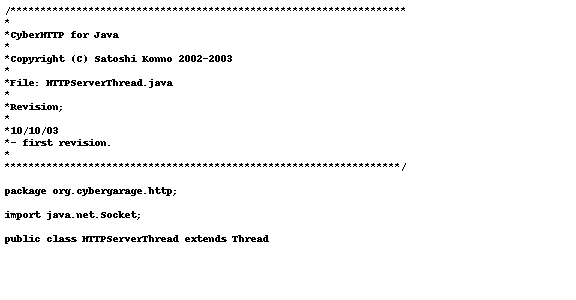 /******************************************************************
*
*CyberHTTP for Java
*
*Copyright (C) Satoshi Konno 2002-2003
*
*File: HTTPServerThread.java
*
*Revision;
*
*10/10/03
*- first revision.
*
******************************************************************/
package org.cybergarage.http;
import java.net.Socket;
public class HTTPServerThread extends Thread